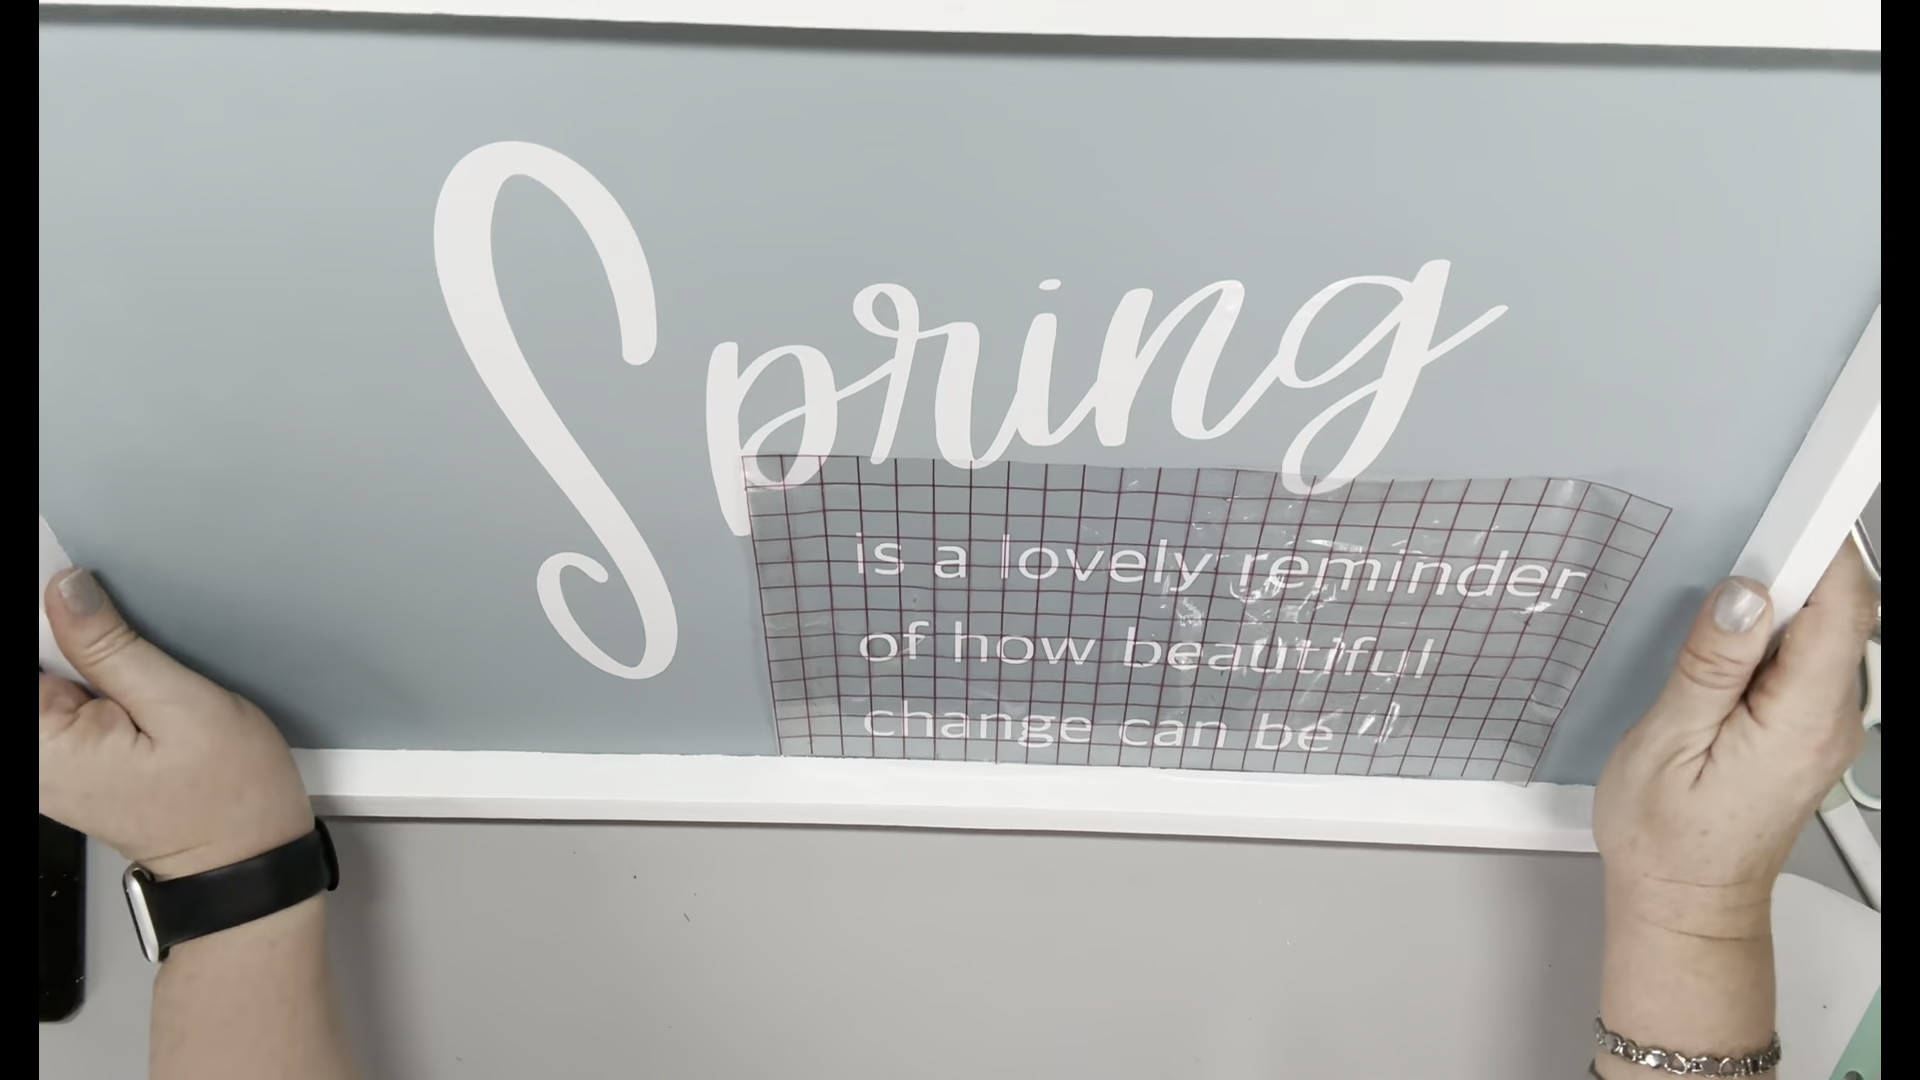 Spring
is a lovely reminder
of how beautiful
change can be "